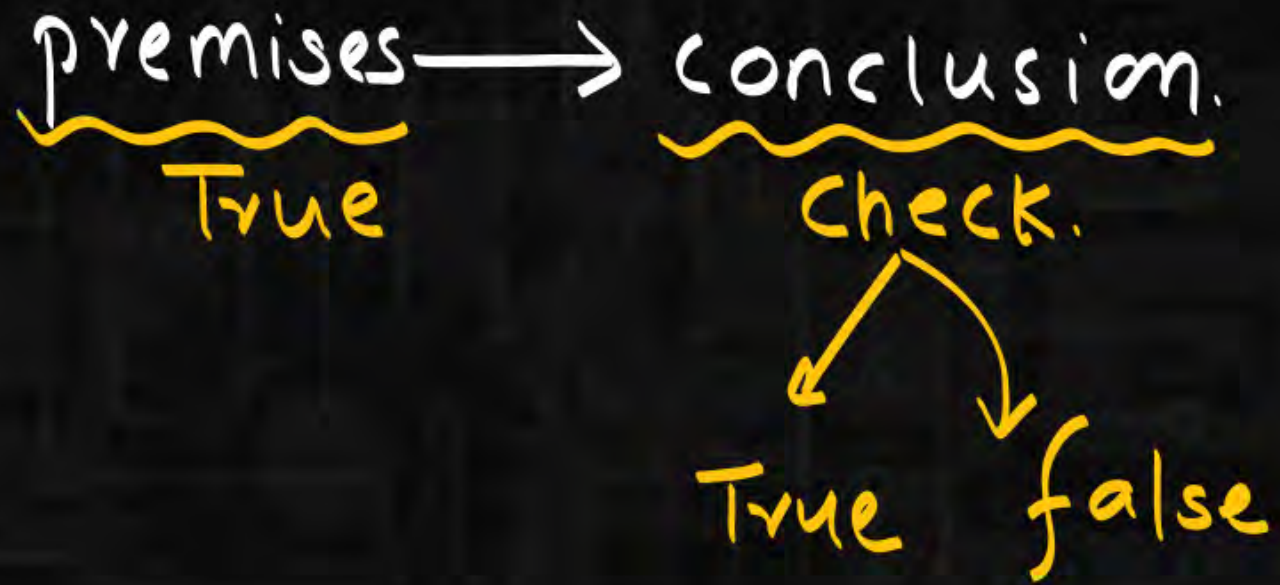 premises → conclusion.
True check.
True false